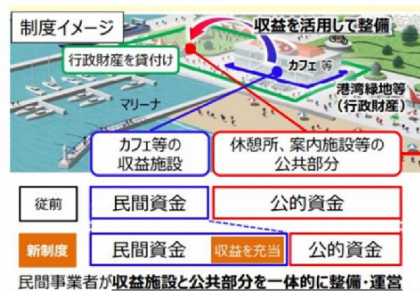 制度イメージ
収益を活用して整備
行政財産を貸付け
カフェ等
港湾緑地等
(行政財産)
マリーナ
カフェ等の
収益施設
休憩所、案内施設等の
公共部分
従前
民間資金
公的資金
新制度
民間資金
収益を充当
公的資金
民間事業者が収益施設と公共部分を一体的に整備・運営